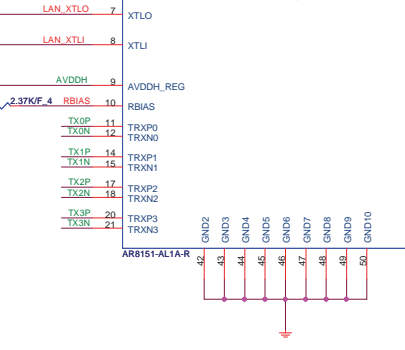 LAN_XTLO 7 XTLO
LAN_XTLI 8 XTLI
AVDDH 9 AVDDH_REG
2.37K/F_4 RBIAS 10 RBIAS
TX0P 11 TRXP0
TX0N 12 TRXN0
TX1P 14 TRXP1
TX1N 15 TRXN1
TX2P 17 TRXP2
TX2N 18 TRXN2
TX3P 20 TRXP3
TX3N 21 TRXN3
GND2 GND3 GND4 GND5 GND6 GND7 GND8 GND9 GND10
AR8151-AL1A-R
42 43 44 45 46 47 48 49 50